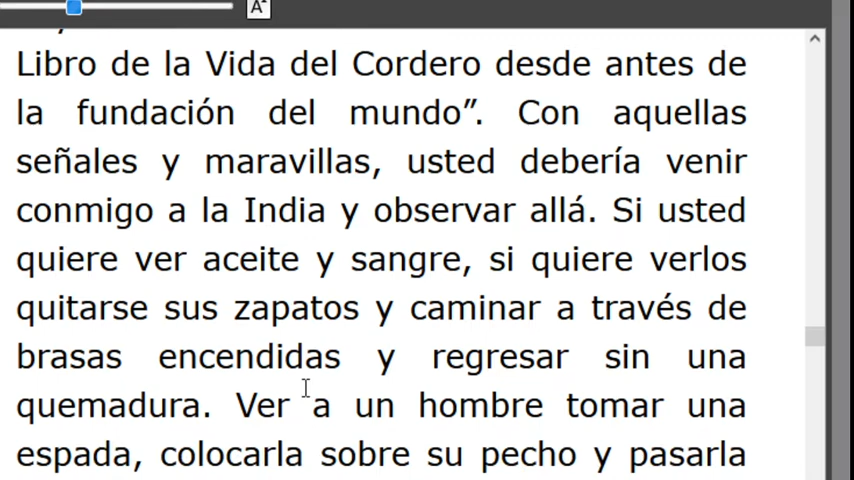 A
Libro de la Vida del Cordero desde antes de
la fundación del mundo”. Con aquellas
señales y maravillas, usted debería venir
conmigo a la India y observar allá. Si usted
quiere ver aceite y sangre, si quiere verlos
quitarse sus zapatos y caminar a través de
brasas encendidas y regresar sin una
quemadura. Ver a un hombre tomar una
espada, colocarla sobre su pecho y pasarla